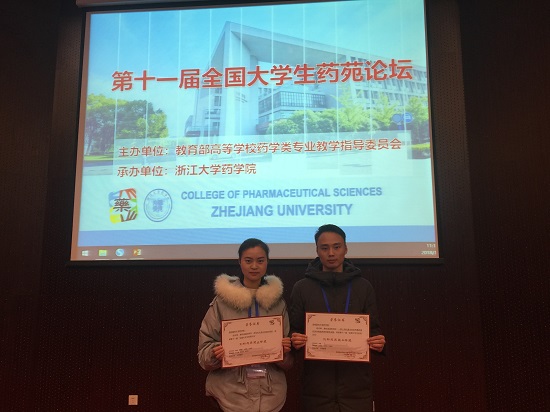 第十一届全国大学生药苑论坛
主办单位：教育部高等学校药学类专业教学指导委员会
承办单位：浙江大学药学院
藥
COLLEGE OF PHARMACEUTICAL SCIENCES
ZHEJIANG UNIVERSITY